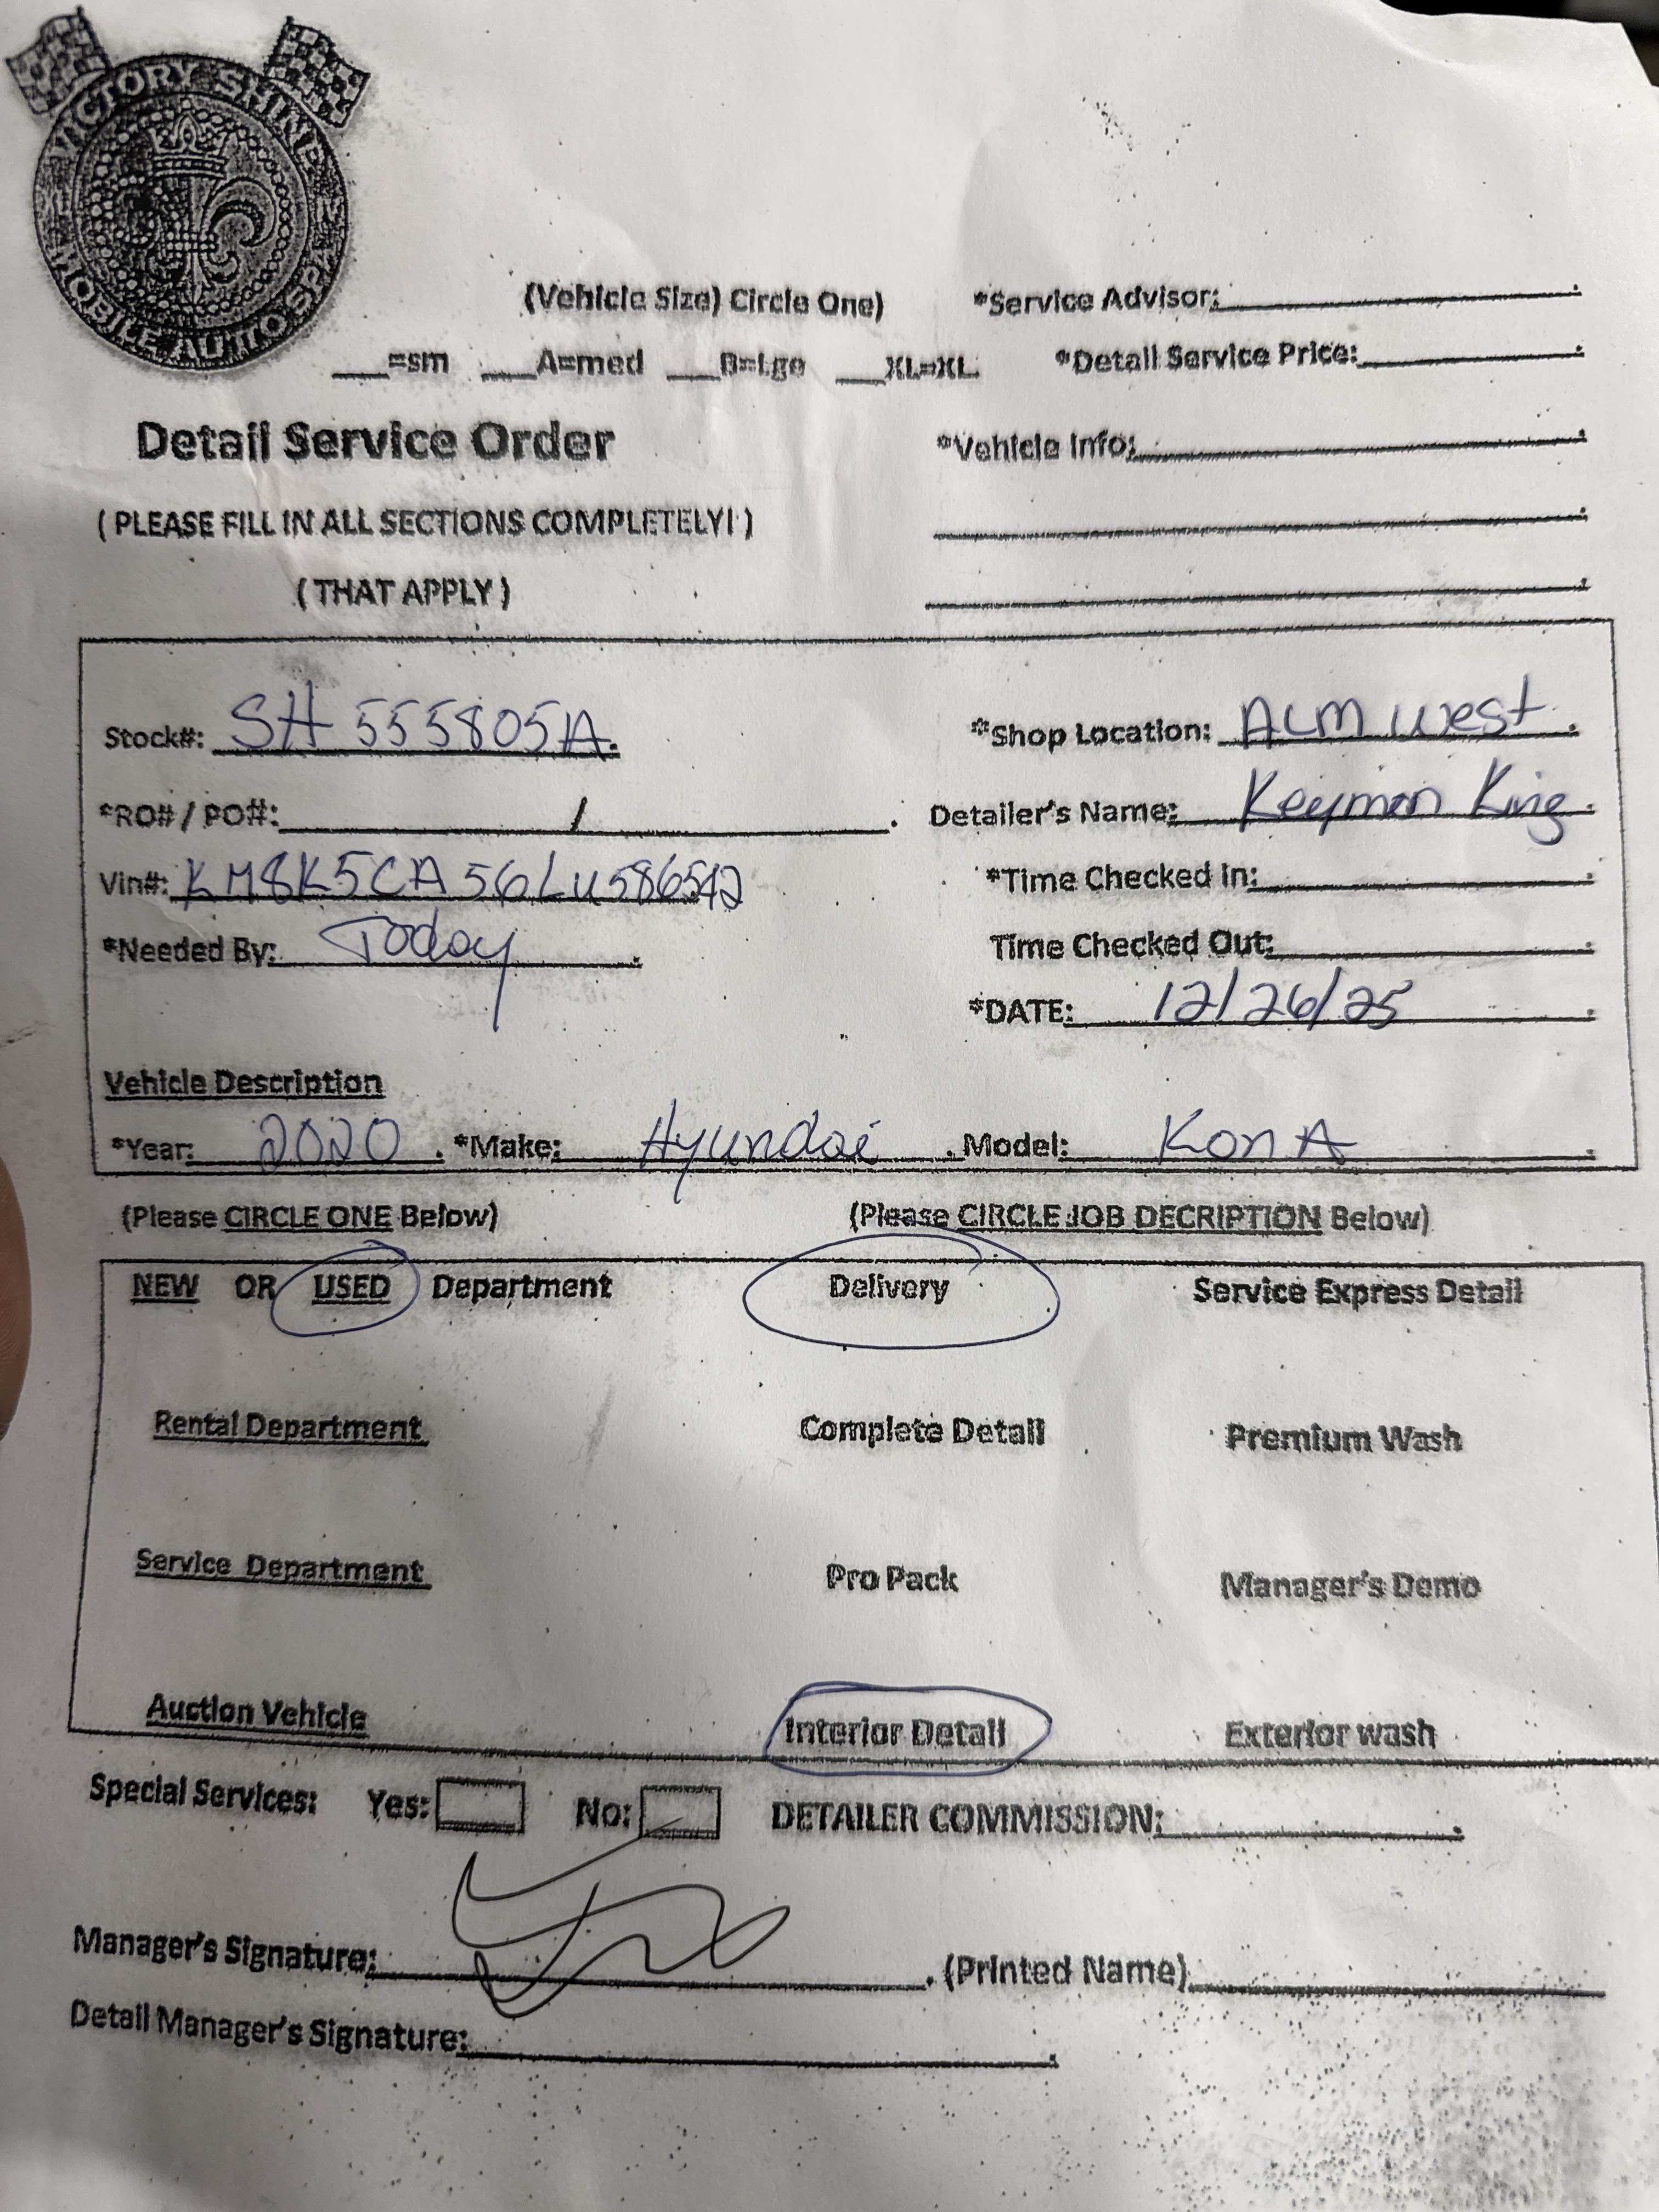 VICTORY SHINE
MOBILE AUTO SPA
(Vehicle Size) Circle One)
*Service Advisor:
___=sm ___A=med ___B=Lge ___XL=XL
*Detail Service Price:
Detail Service Order
*Vehicle Info:
( PLEASE FILL IN ALL SECTIONS COMPLETELY! )
( THAT APPLY )
Stock#: SH555805A.
*Shop Location: ALM West
*RO# / PO#: /
Detailer's Name: Keymon King
Vin#: KM8K5CA56LU586542
*Time Checked In:
*Needed By: Today
Time Checked Out:
*DATE: 12/26/25
Vehicle Description
*Year: 2020 . *Make: Hyundai . Model: KonA
(Please CIRCLE ONE Below) (Please CIRCLE JOB DECRIPTION Below)
NEW OR USED Department Delivery Service Express Detail
Rental Department Complete Detail Premium Wash
Service Department Pro Pack Manager's Demo
Auction Vehicle Interior Detail Exterior wash
Special Services: Yes: No: DETAILER COMMISSION:
Manager's Signature: . (Printed Name)
Detail Manager's Signature: